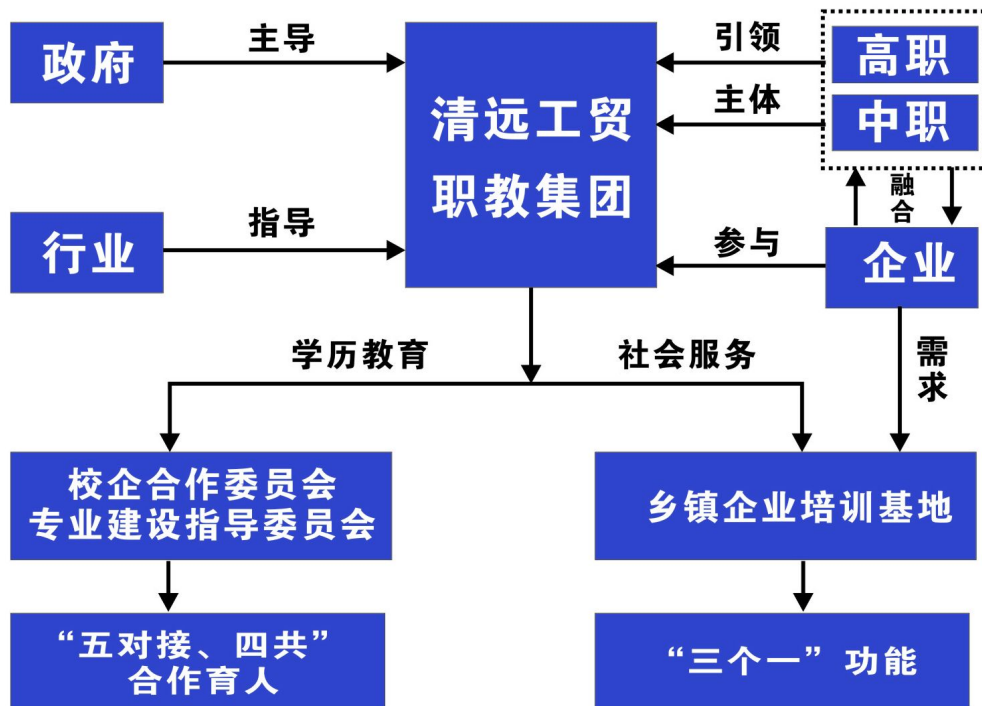 政府
主导
引领
高职
清远工贸
职教集团
主体
中职
融合
行业
指导
参与
企业
学历教育
社会服务
需求
校企合作委员会
专业建设指导委员会
乡镇企业培训基地
“五对接、四共”
合作育人
“三个一”功能